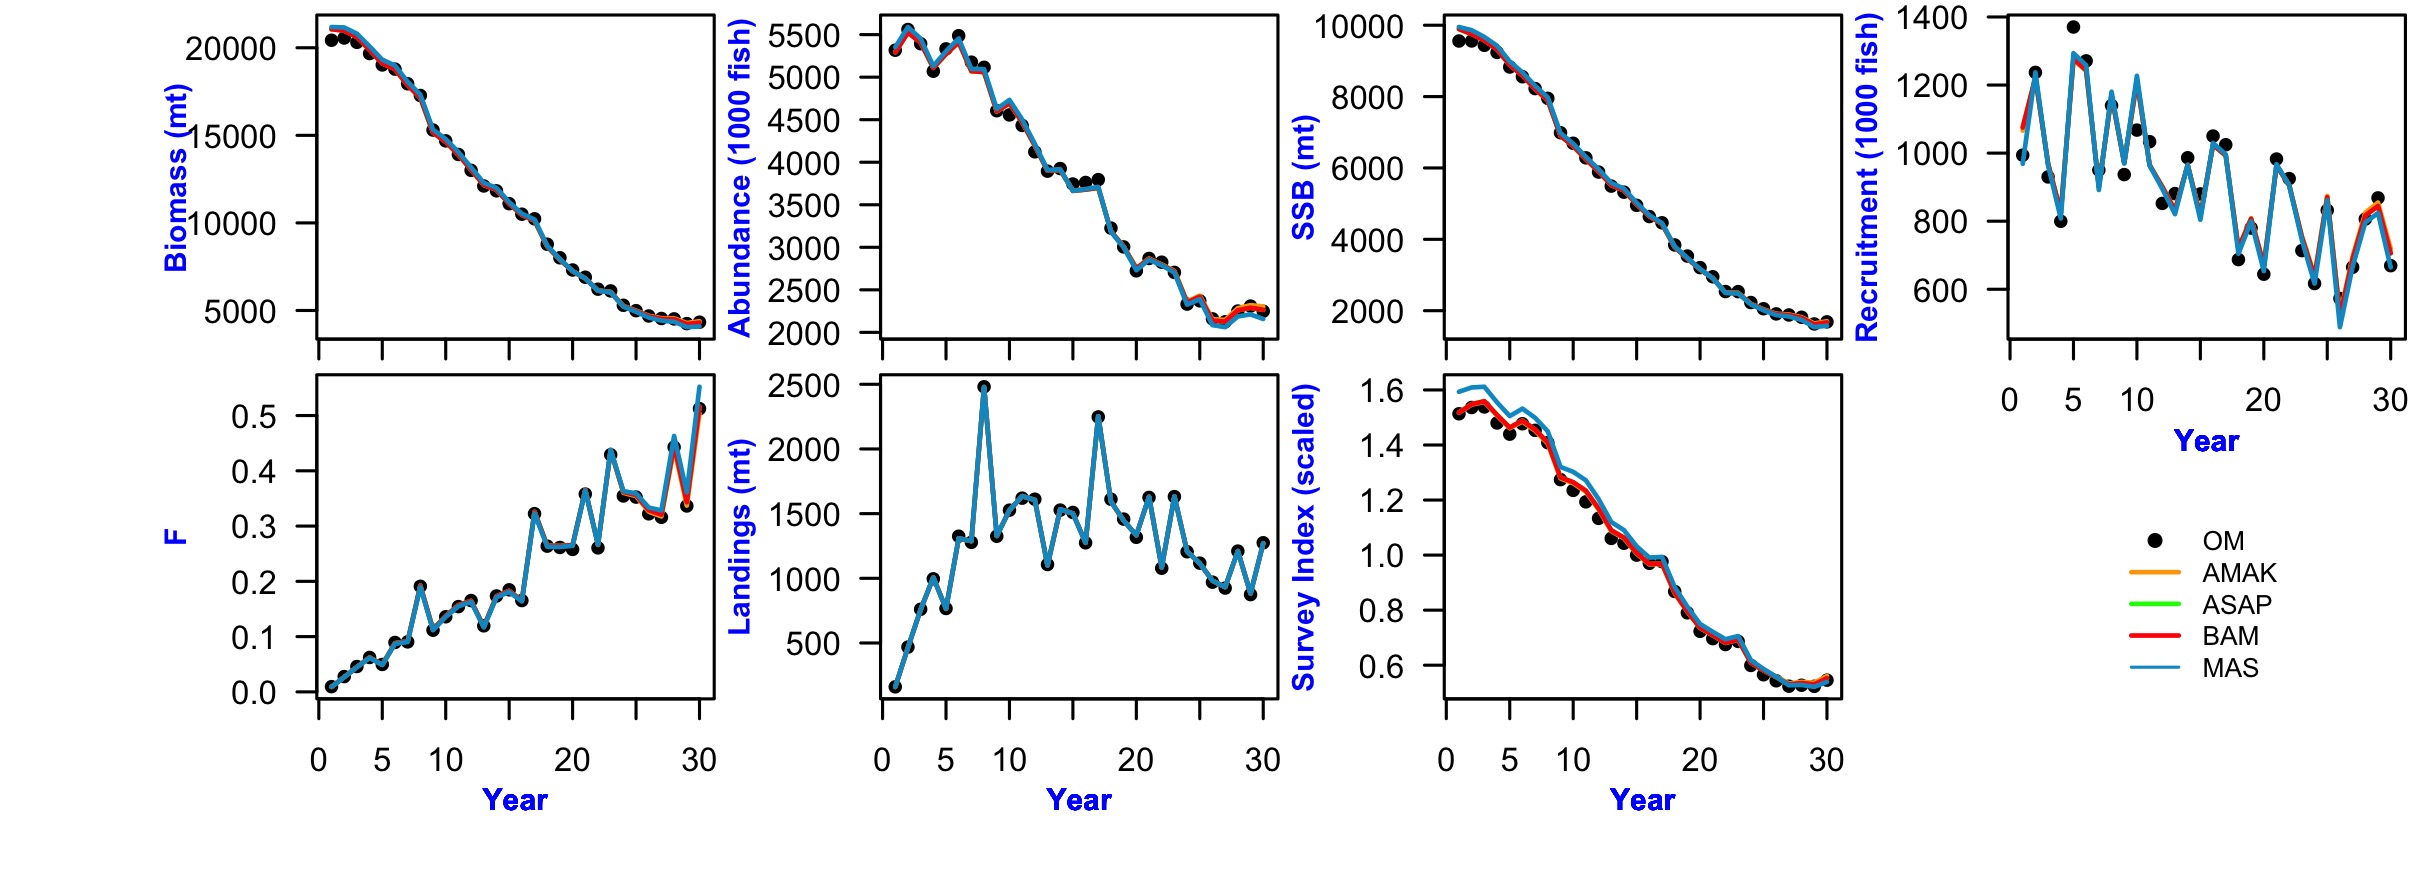 Biomass (mt)
20000
15000
10000
5000
Abundance (1000 fish)
5500
5000
4500
4000
3500
3000
2500
2000
SSB (mt)
10000
8000
6000
4000
2000
Recruitment (1000 fish)
1400
1200
1000
800
600
0 5 10 20 30
Year
F
0.5
0.4
0.3
0.2
0.1
0.0
0 5 10 20 30
Year
Landings (mt)
2500
2000
1500
1000
500
0 5 10 20 30
Year
Survey Index (scaled)
1.6
1.4
1.2
1.0
0.8
0.6
0 5 10 20 30
Year
OM
AMAK
ASAP
BAM
MAS